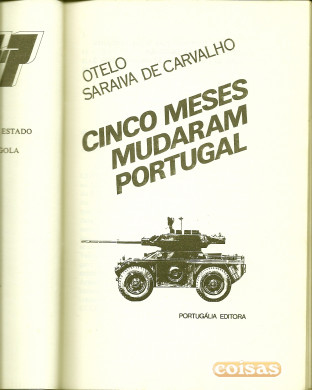 ESTADO
GOLA
OTELO
SARAIVA DE CARVALHO
CINCO MESES
MUDARAM
PORTUGAL
PORTUGÁLIA EDITORA
coisas